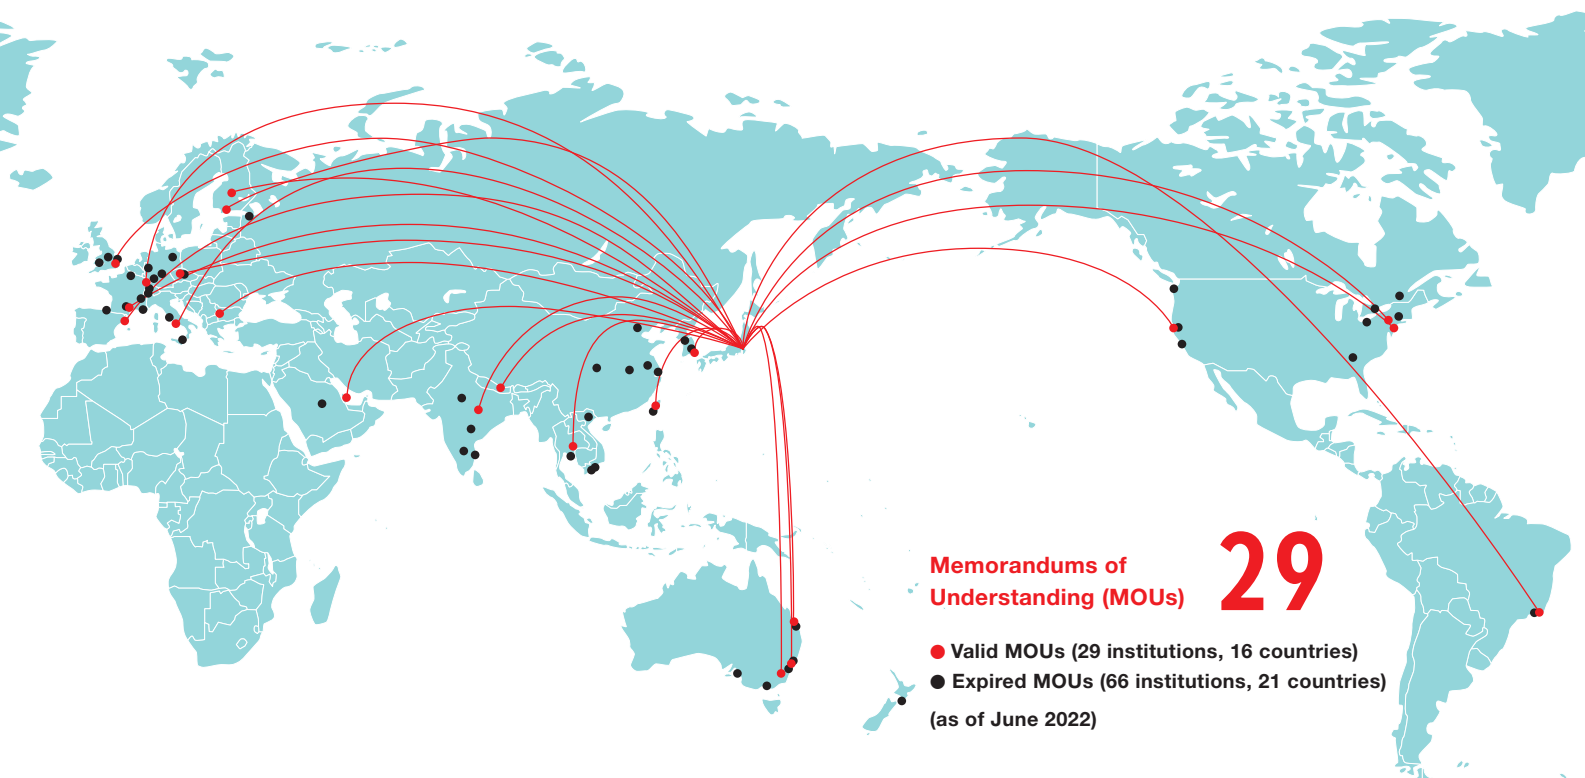 Memorandums of
Understanding (MOUs)
29
Valid MOUs (29 institutions, 16 countries)
Expired MOUs (66 institutions, 21 countries)
(as of June 2022)